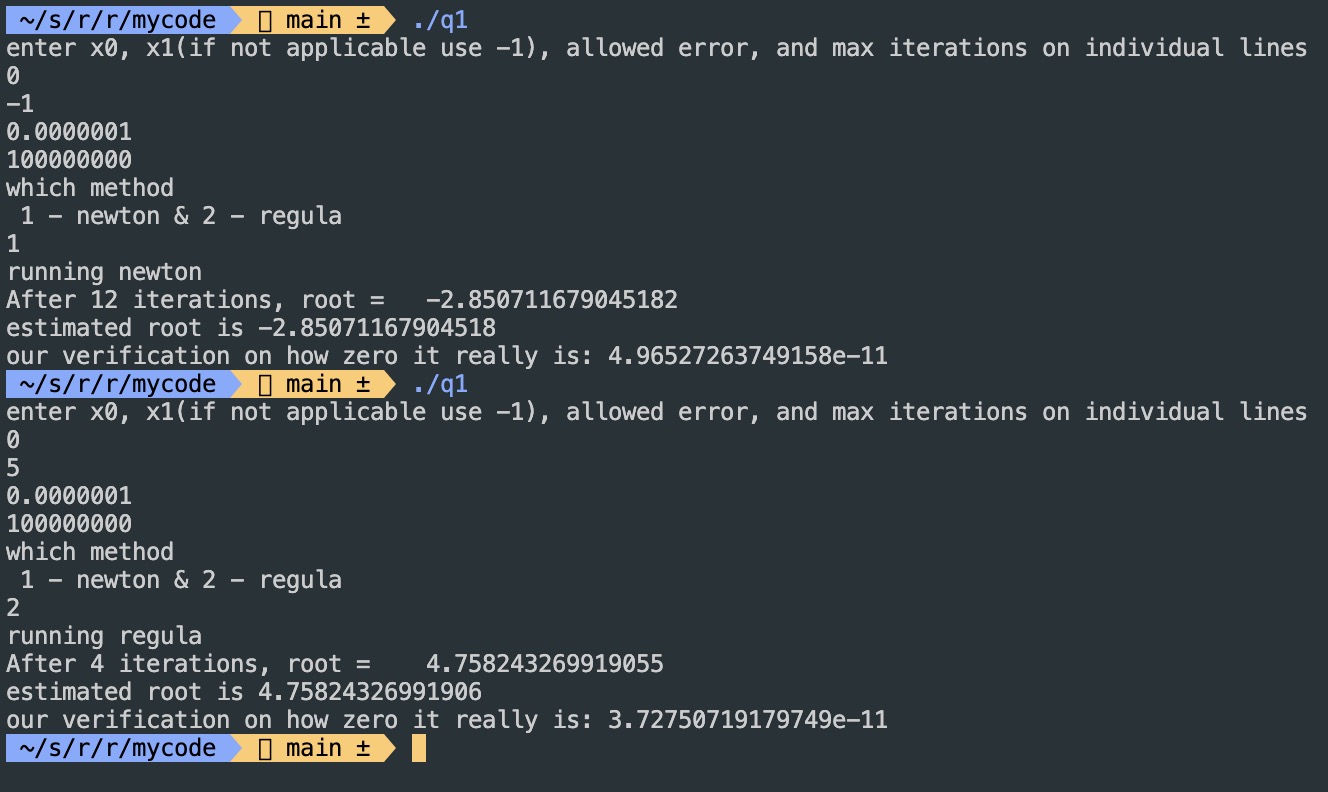 ~/s/r/r/mycode  main ± ./q1
enter x0, x1(if not applicable use -1), allowed error, and max iterations on individual lines
0
-1
0.0000001
100000000
which method
 1 - newton & 2 - regula
1
running newton
After 12 iterations, root =   -2.850711679045182
estimated root is -2.85071167904518
our verification on how zero it really is: 4.96527263749158e-11
~/s/r/r/mycode  main ± ./q1
enter x0, x1(if not applicable use -1), allowed error, and max iterations on individual lines
0
5
0.0000001
100000000
which method
 1 - newton & 2 - regula
2
running regula
After 4 iterations, root =    4.758243269919055
estimated root is 4.75824326991906
our verification on how zero it really is: 3.72750719179749e-11
~/s/r/r/mycode  main ±